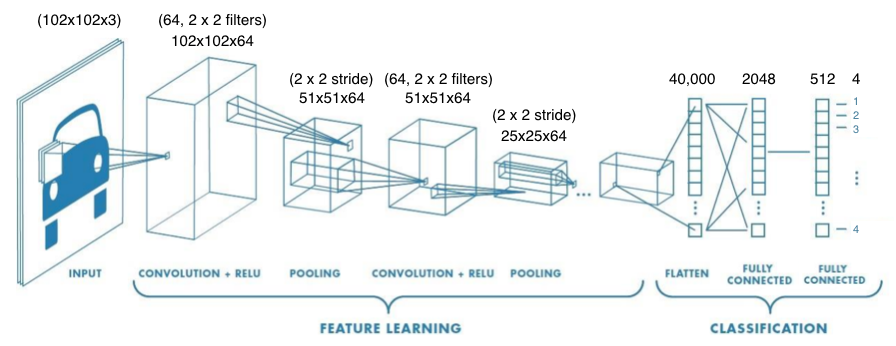 (102x102x3)
(64, 2 x 2 filters)
102x102x64
(2 x 2 stride)
51x51x64
(64, 2 x 2 filters)
51x51x64
(2 x 2 stride)
25x25x64
40,000
2048
512
4
1
2
3
4
INPUT
CONVOLUTION + RELU
POOLING
CONVOLUTION + RELU
POOLING
FLATTEN
FULLY
CONNECTED
FULLY
CONNECTED
FEATURE LEARNING
CLASSIFICATION